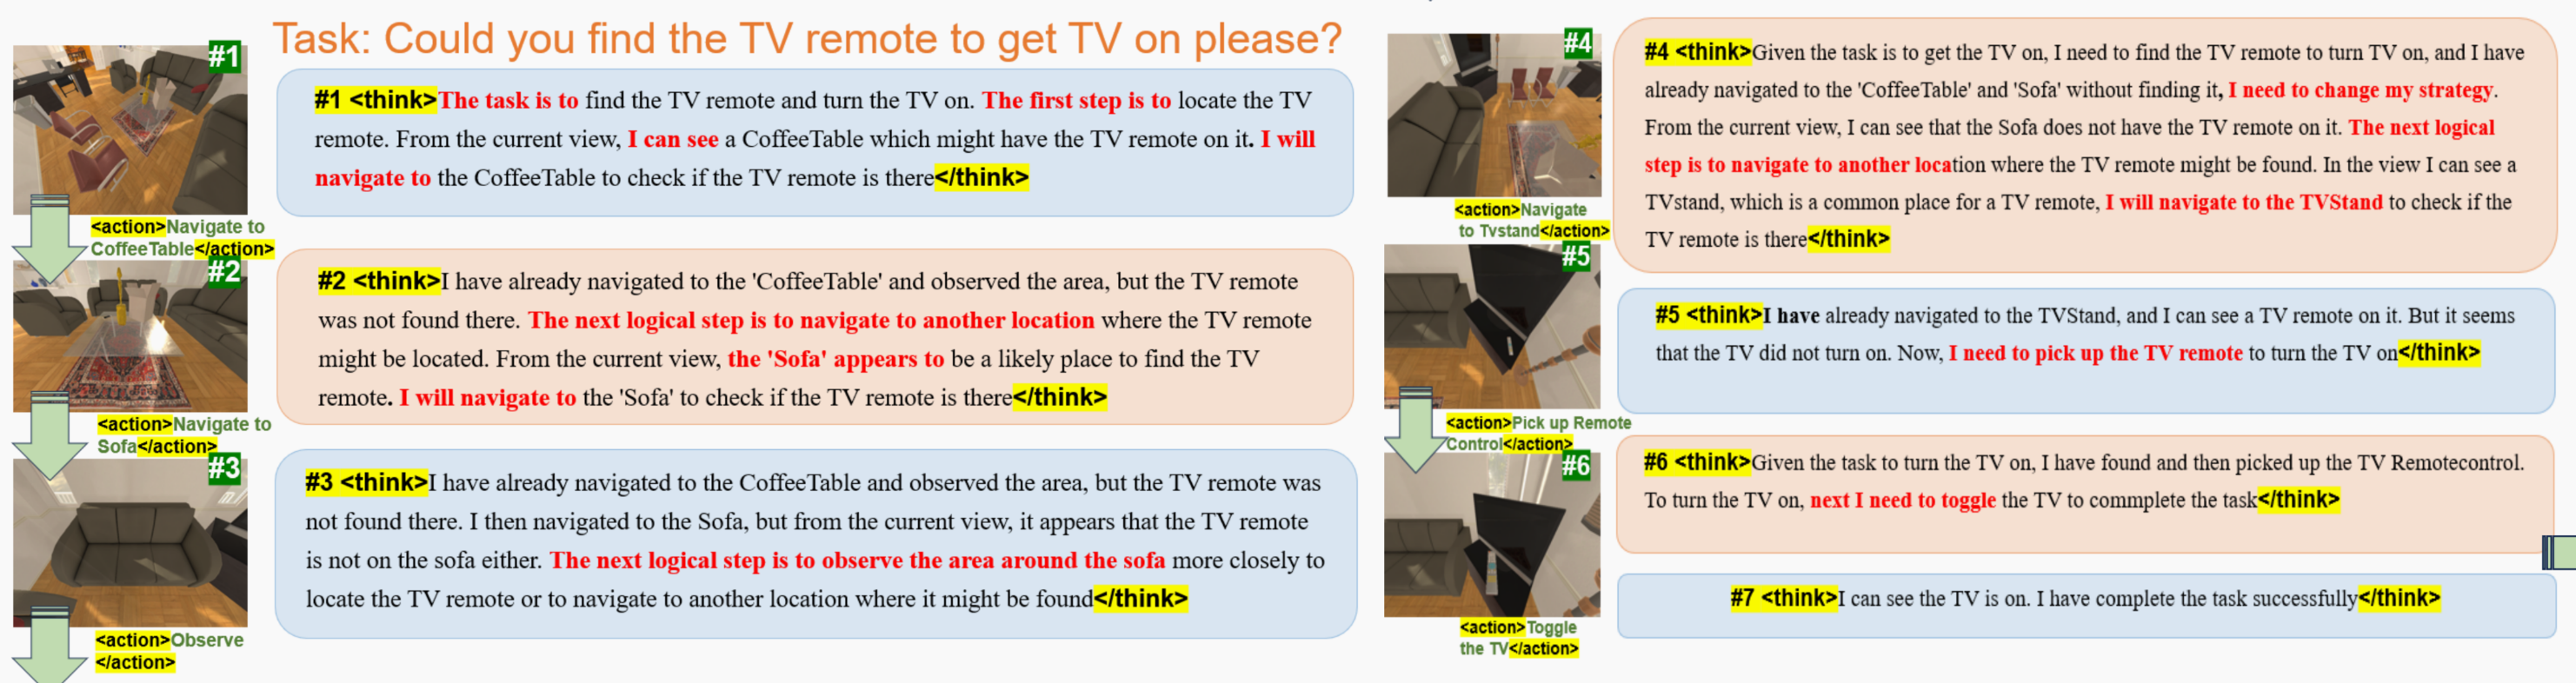 Task: Could you find the TV remote to get TV on please?
#1
#1 <think>The task is to find the TV remote and turn the TV on. The first step is to locate the TV
remote. From the current view, I can see a CoffeeTable which might have the TV remote on it. I will
navigate to the CoffeeTable to check if the TV remote is there</think>
<action>Navigate to
CoffeeTable</action>
#2
#2 <think>I have already navigated to the 'CoffeeTable' and observed the area, but the TV remote
was not found there. The next logical step is to navigate to another location where the TV remote
might be located. From the current view, the 'Sofa' appears to be a likely place to find the TV
remote. I will navigate to the 'Sofa' to check if the TV remote is there</think>
<action>Navigate to
Sofa</action>
#3
#3 <think>I have already navigated to the CoffeeTable and observed the area, but the TV remote was
not found there. I then navigated to the Sofa, but from the current view, it appears that the TV remote
is not on the sofa either. The next logical step is to observe the area around the sofa more closely to
locate the TV remote or to navigate to another location where it might be found</think>
<action>Observe
</action>
#4
#4 <think>Given the task is to get the TV on, I need to find the TV remote to turn TV on, and I have
already navigated to the 'CoffeeTable' and 'Sofa' without finding it, I need to change my strategy.
From the current view, I can see that the Sofa does not have the TV remote on it. The next logical
step is to navigate to another location where the TV remote might be found. In the view I can see a
TVstand, which is a common place for a TV remote, I will navigate to the TVStand to check if the
TV remote is there</think>
<action>Navigate
to Tvstand</action>
#5
#5 <think>I have already navigated to the TVStand, and I can see a TV remote on it. But it seems
that the TV did not turn on. Now, I need to pick up the TV remote to turn the TV on</think>
<action>Pick up Remote
Control</action>
#6
#6 <think>Given the task to turn the TV on, I have found and then picked up the TV Remotecontrol.
To turn the TV on, next I need to toggle the TV to commplete the task</think>
<action>Toggle
the TV</action>
#7 <think>I can see the TV is on. I have complete the task successfully</think>